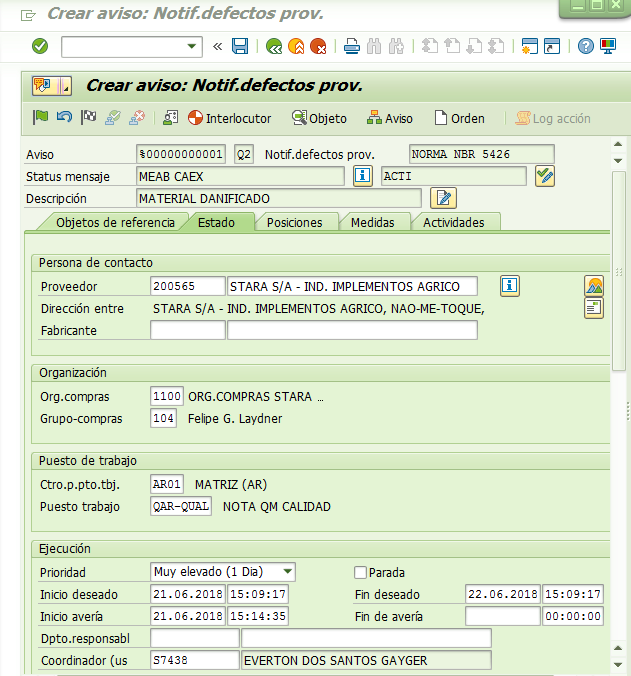 Crear aviso: Notif.defectos prov.
Crear aviso: Notif.defectos prov.
Interlocutor Objeto Aviso Orden Log acción
Aviso %00000000001 Q2 Notif.defectos prov. NORMA NBR 5426
Status mensaje MEAB CAEX ACTI
Descripción MATERIAL DANIFICADO
Objetos de referencia Estado Posiciones Medidas Actividades
Persona de contacto
Proveedor 200565 STARA S/A - IND. IMPLEMENTOS AGRICO
Dirección entre STARA S/A - IND. IMPLEMENTOS AGRICO, NAO-ME-TOQUE,
Fabricante
Organización
Org.compras 1100 ORG.COMPRAS STARA ...
Grupo-compras 104 Felipe G. Laydner
Puesto de trabajo
Ctro.p.pto.tbj. AR01 MATRIZ (AR)
Puesto trabajo QAR-QUAL NOTA QM CALIDAD
Ejecución
Prioridad Muy elevado (1 Dia) Parada
Inicio deseado 21.06.2018 15:09:17 Fin deseado 22.06.2018 15:09:17
Inicio avería 21.06.2018 15:14:35 Fin de avería 00:00:00
Dpto.responsabl
Coordinador (us S7438 EVERTON DOS SANTOS GAYGER